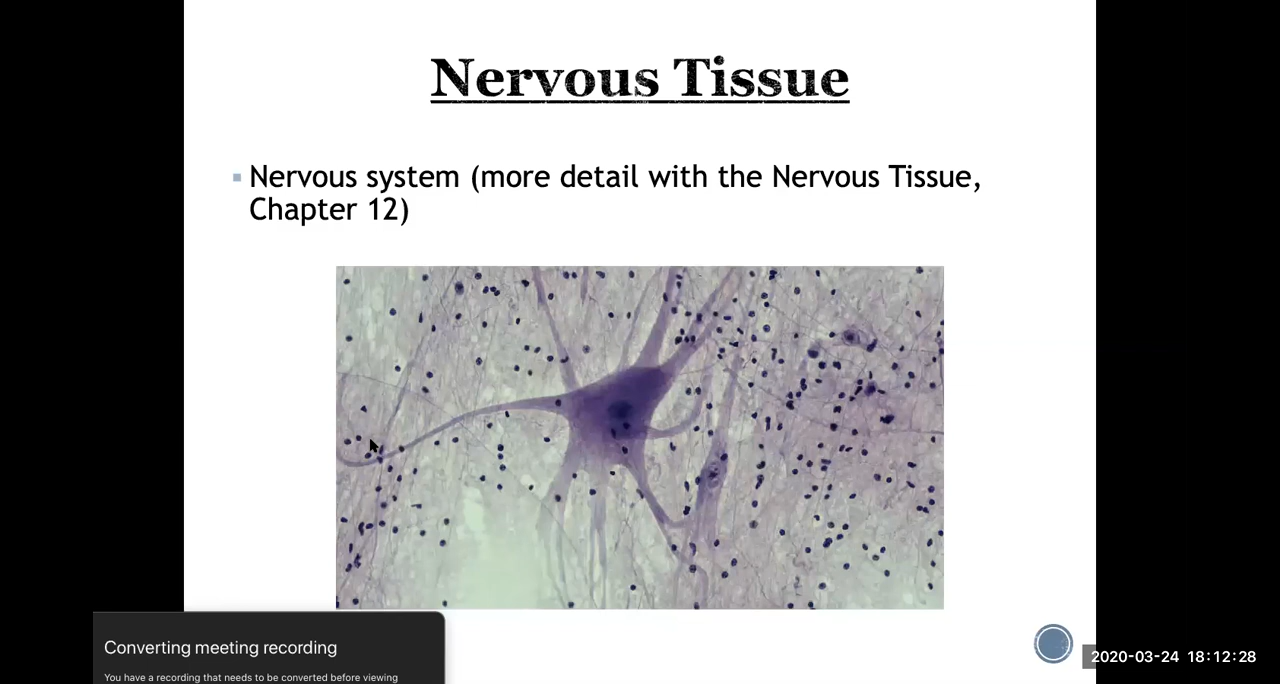 Nervous Tissue
Nervous system (more detail with the Nervous Tissue,
Chapter 12)
Converting meeting recording
You have a recording that needs to be converted before viewing
2020-03-24 18:12:28